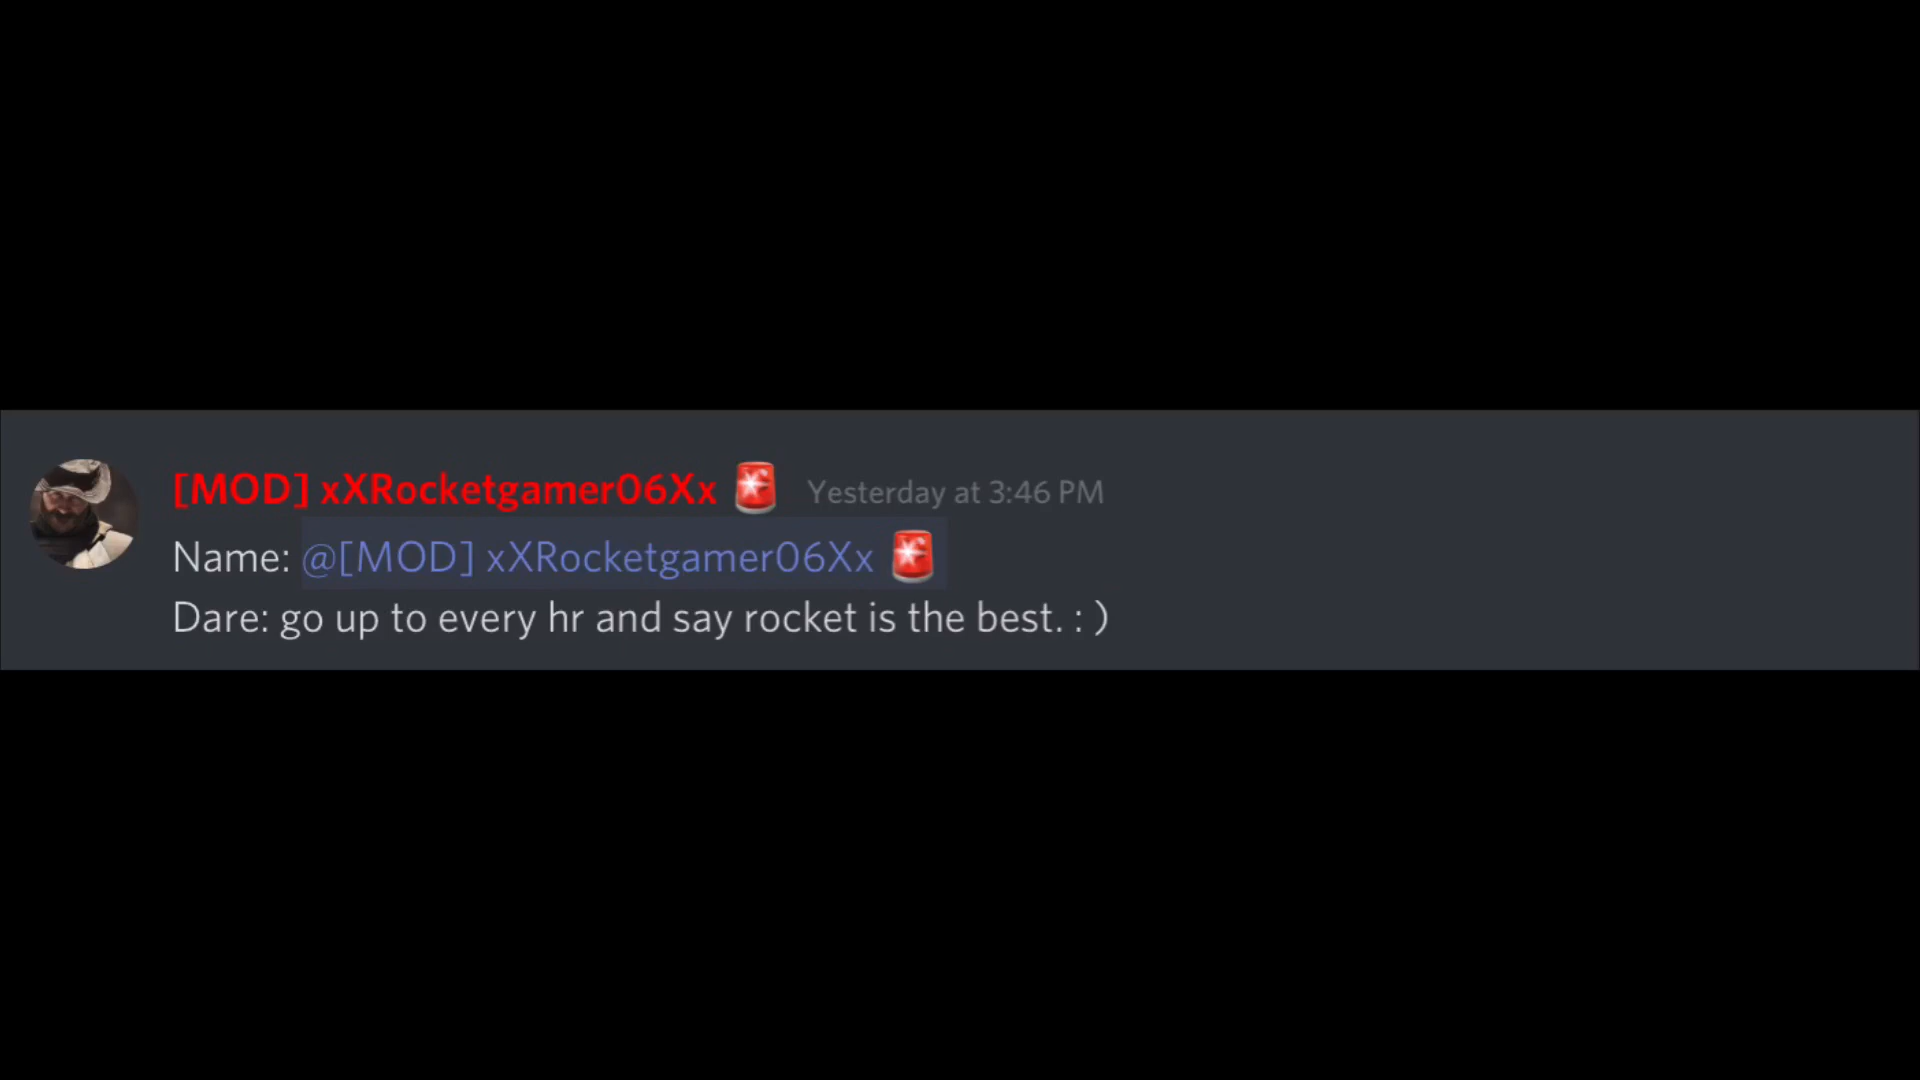 [MOD] xXRocketgamer06Xx 🚨 Yesterday at 3:46 PM
Name: @[MOD] xXRocketgamer06Xx 🚨
Dare: go up to every hr and say rocket is the best. : )